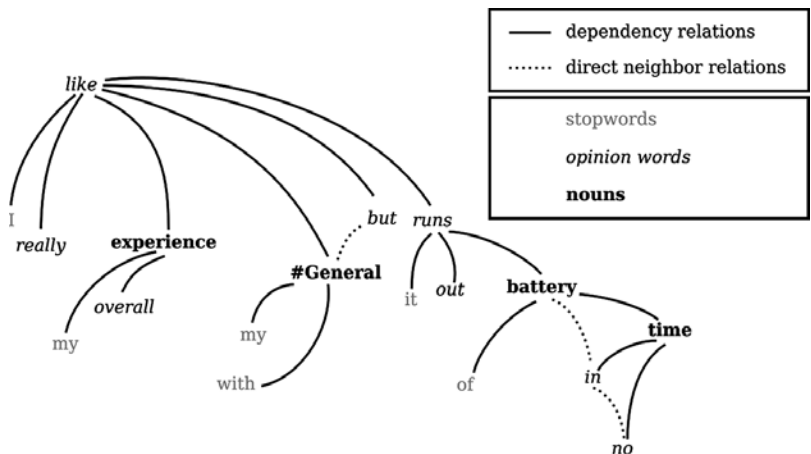 like
I
really
experience
my
overall
#General
my
with
but
runs
it
out
battery
of
time
in
no
dependency relations
direct neighbor relations
stopwords
opinion words
nouns